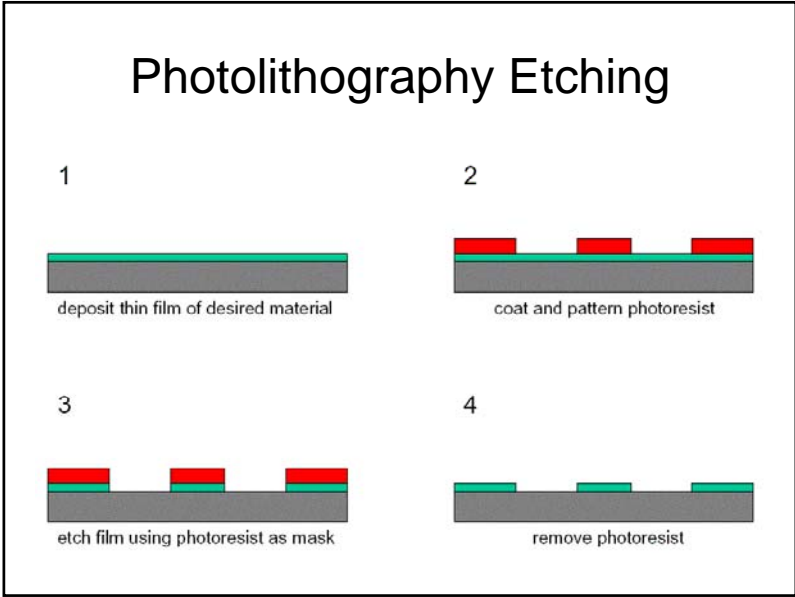 Photolithography Etching
1
deposit thin film of desired material
2
coat and pattern photoresist
3
etch film using photoresist as mask
4
remove photoresist